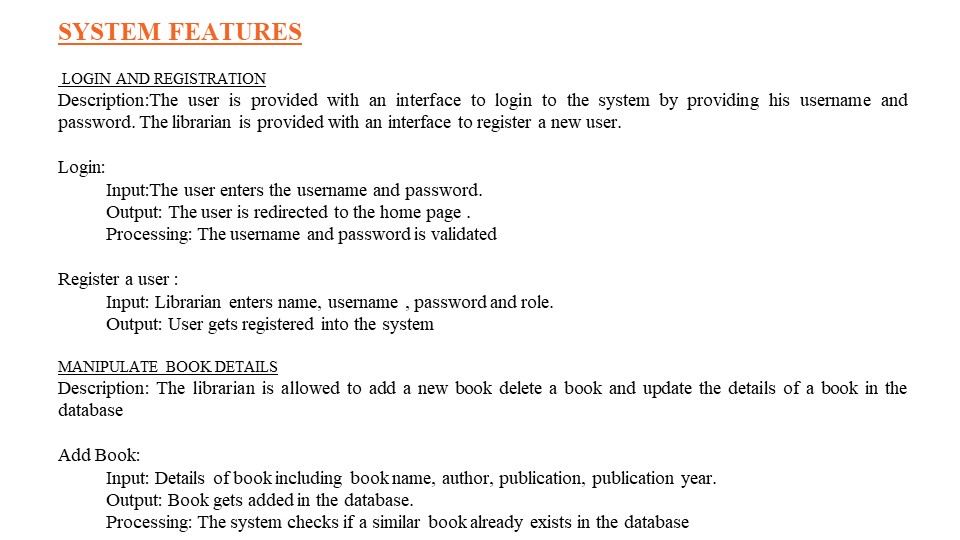 SYSTEM FEATURES
LOGIN AND REGISTRATION
Description:The user is provided with an interface to login to the system by providing his username and
password. The librarian is provided with an interface to register a new user.
Login:
Input:The user enters the username and password.
Output: The user is redirected to the home page .
Processing: The username and password is validated
Register a user :
Input: Librarian enters name, username , password and role.
Output: User gets registered into the system
MANIPULATE BOOK DETAILS
Description: The librarian is allowed to add a new book delete a book and update the details of a book in the
database
Add Book:
Input: Details of book including book name, author, publication, publication year.
Output: Book gets added in the database.
Processing: The system checks if a similar book already exists in the database